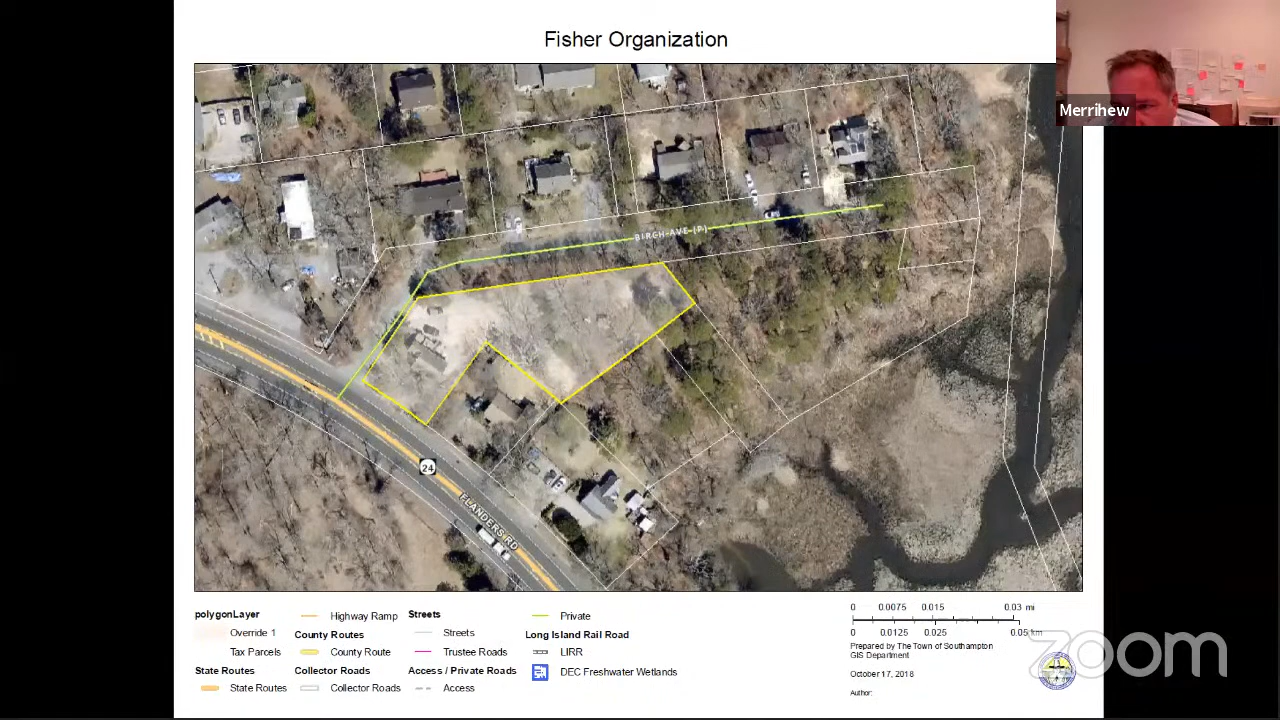 Fisher Organization
Merrihew
BIRCH AVE (P)
24
FLANDERS RD
polygonLayer
Override 1
Tax Parcels
State Routes
State Routes
Highway Ramp
County Routes
County Route
Collector Roads
Collector Roads
Streets
Streets
Trustee Roads
Access / Private Roads
Access
Private
Long Island Rail Road
LIRR
DEC Freshwater Wetlands
0 0.0075 0.015 0.03 mi
0 0.0125 0.025 0.05 km
Prepared by The Town of Southampton
GIS Department
October 17, 2018
Author:
zoom